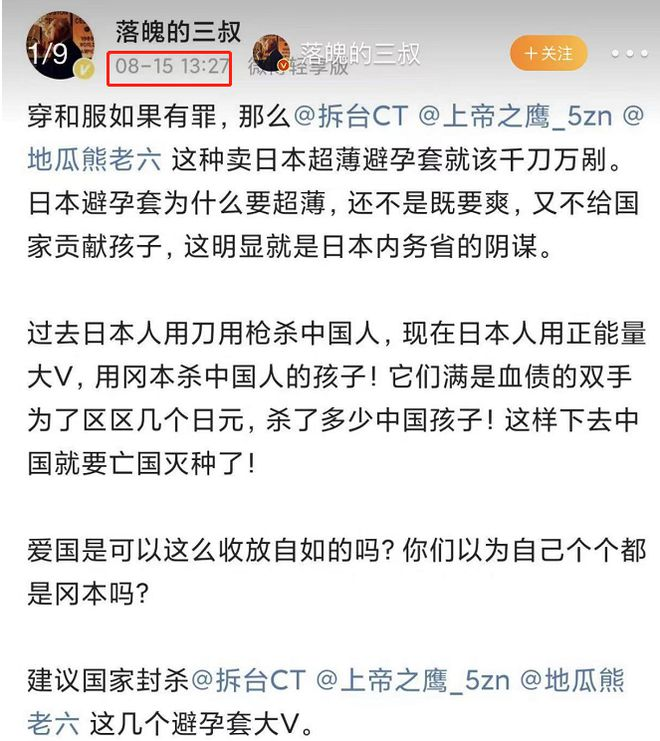 落魄的三叔
1/9
落魄的三叔
+关注
08-15 13:27
微博轻享版
穿和服如果有罪，那么@拆台CT @上帝之鹰_5zn @
地瓜熊老六 这种卖日本超薄避孕套就该千刀万剐。
日本避孕套为什么要超薄，还不是既要爽，又不给国
家贡献孩子，这明显就是日本内务省的阴谋。
过去日本人用刀用枪杀中国人，现在日本人用正能量
大V，用冈本杀中国人的孩子！它们满是血债的双手
为了区区几个日元，杀了多少中国孩子！这样下去中
国就要亡国灭种了！
爱国是可以这么收放自如的吗？你们以为自己个个都
是冈本吗？
建议国家封杀@拆台CT @上帝之鹰_5zn @地瓜熊
老六 这几个避孕套大V。